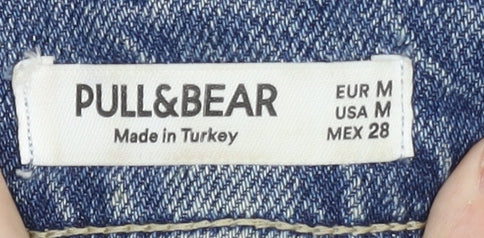 PULL&BEAR
Made in Turkey
EUR M
USA M
MEX 28